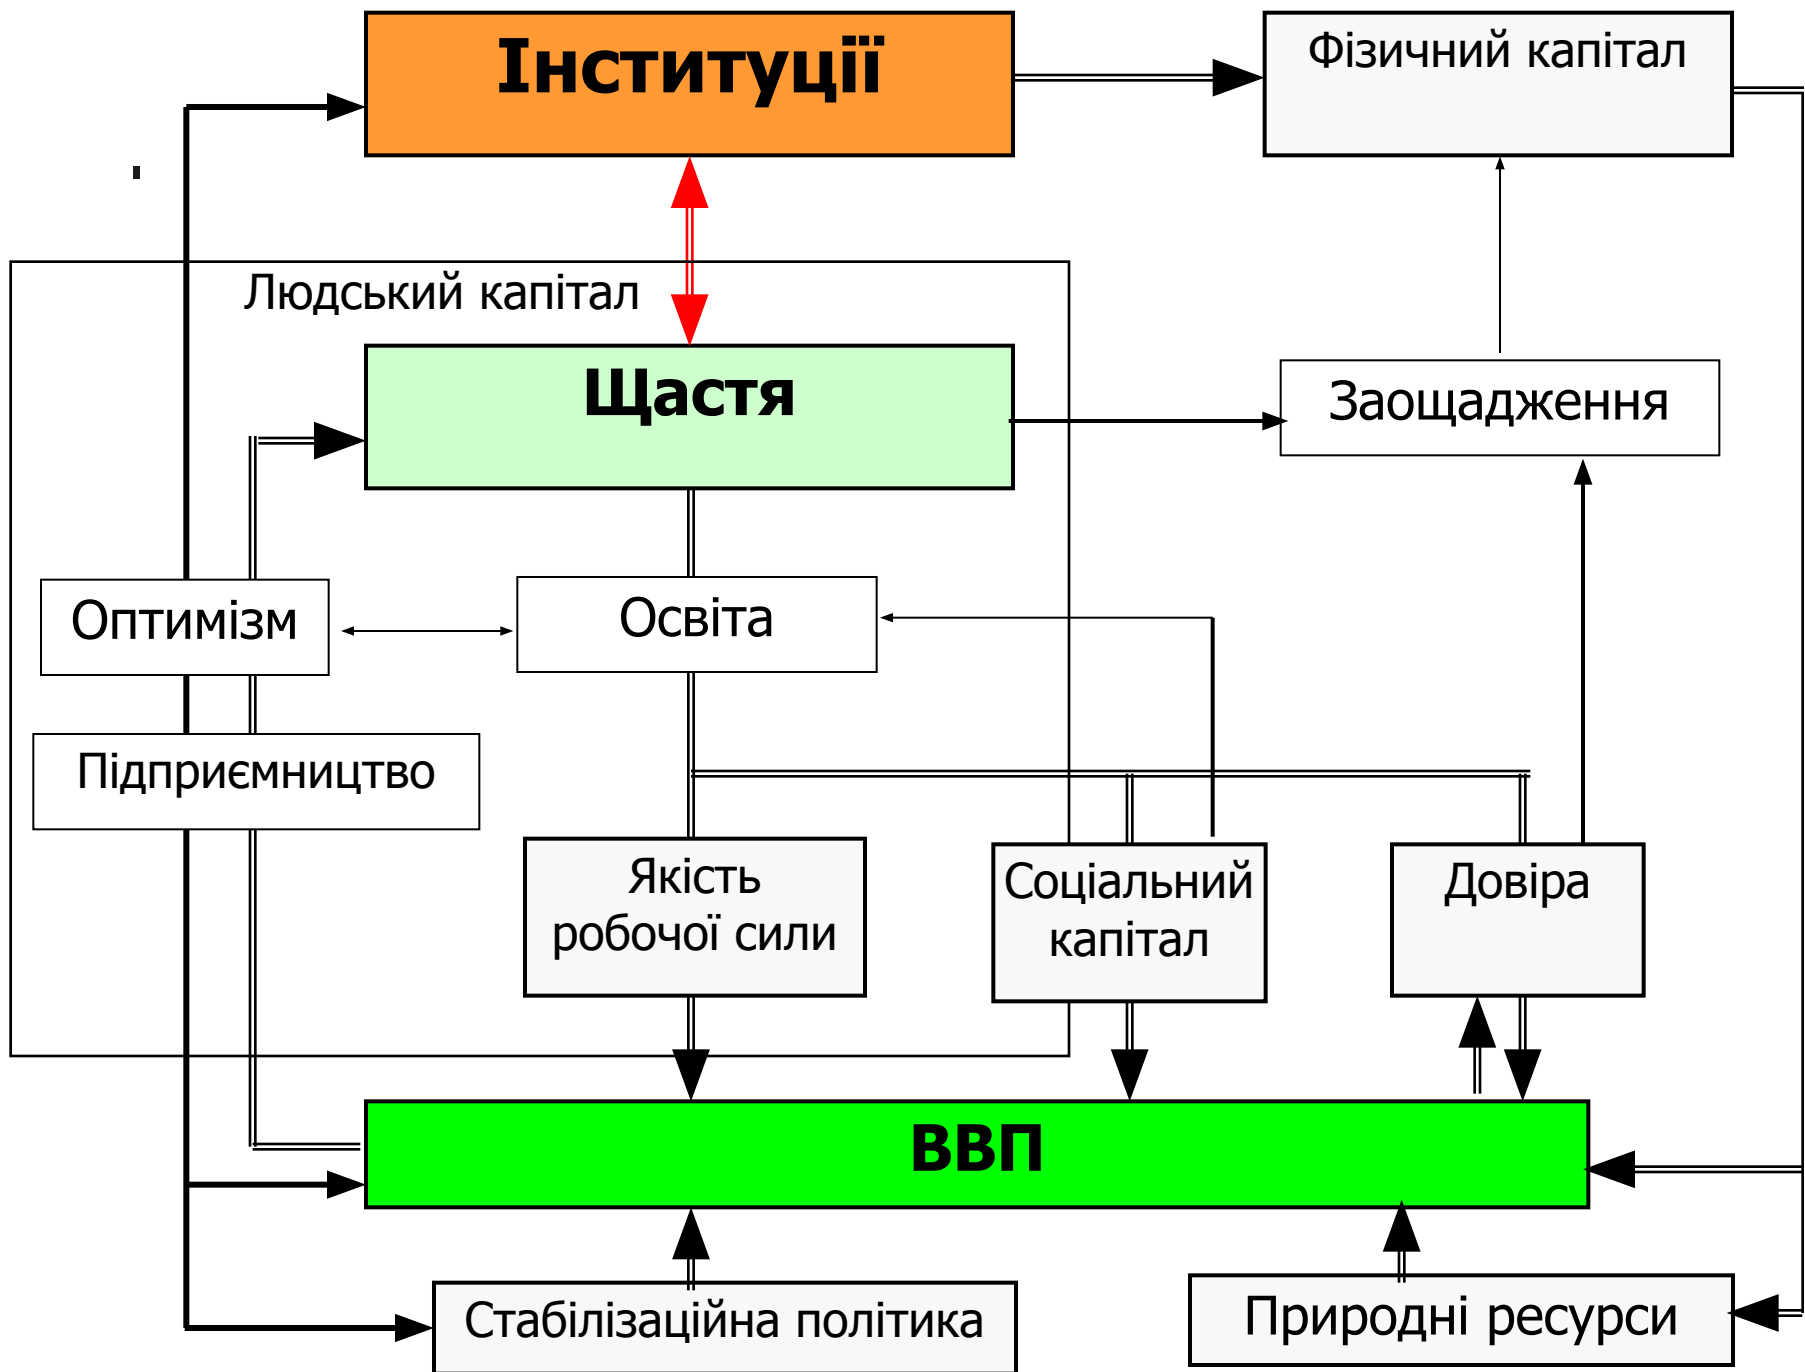 Інституції
Фізичний капітал
Людський капітал
Щастя
Заощадження
Оптимізм
Освіта
Підприємництво
Якість
робочої сили
Соціальний
капітал
Довіра
ВВП
Стабілізаційна політика
Природні ресурси